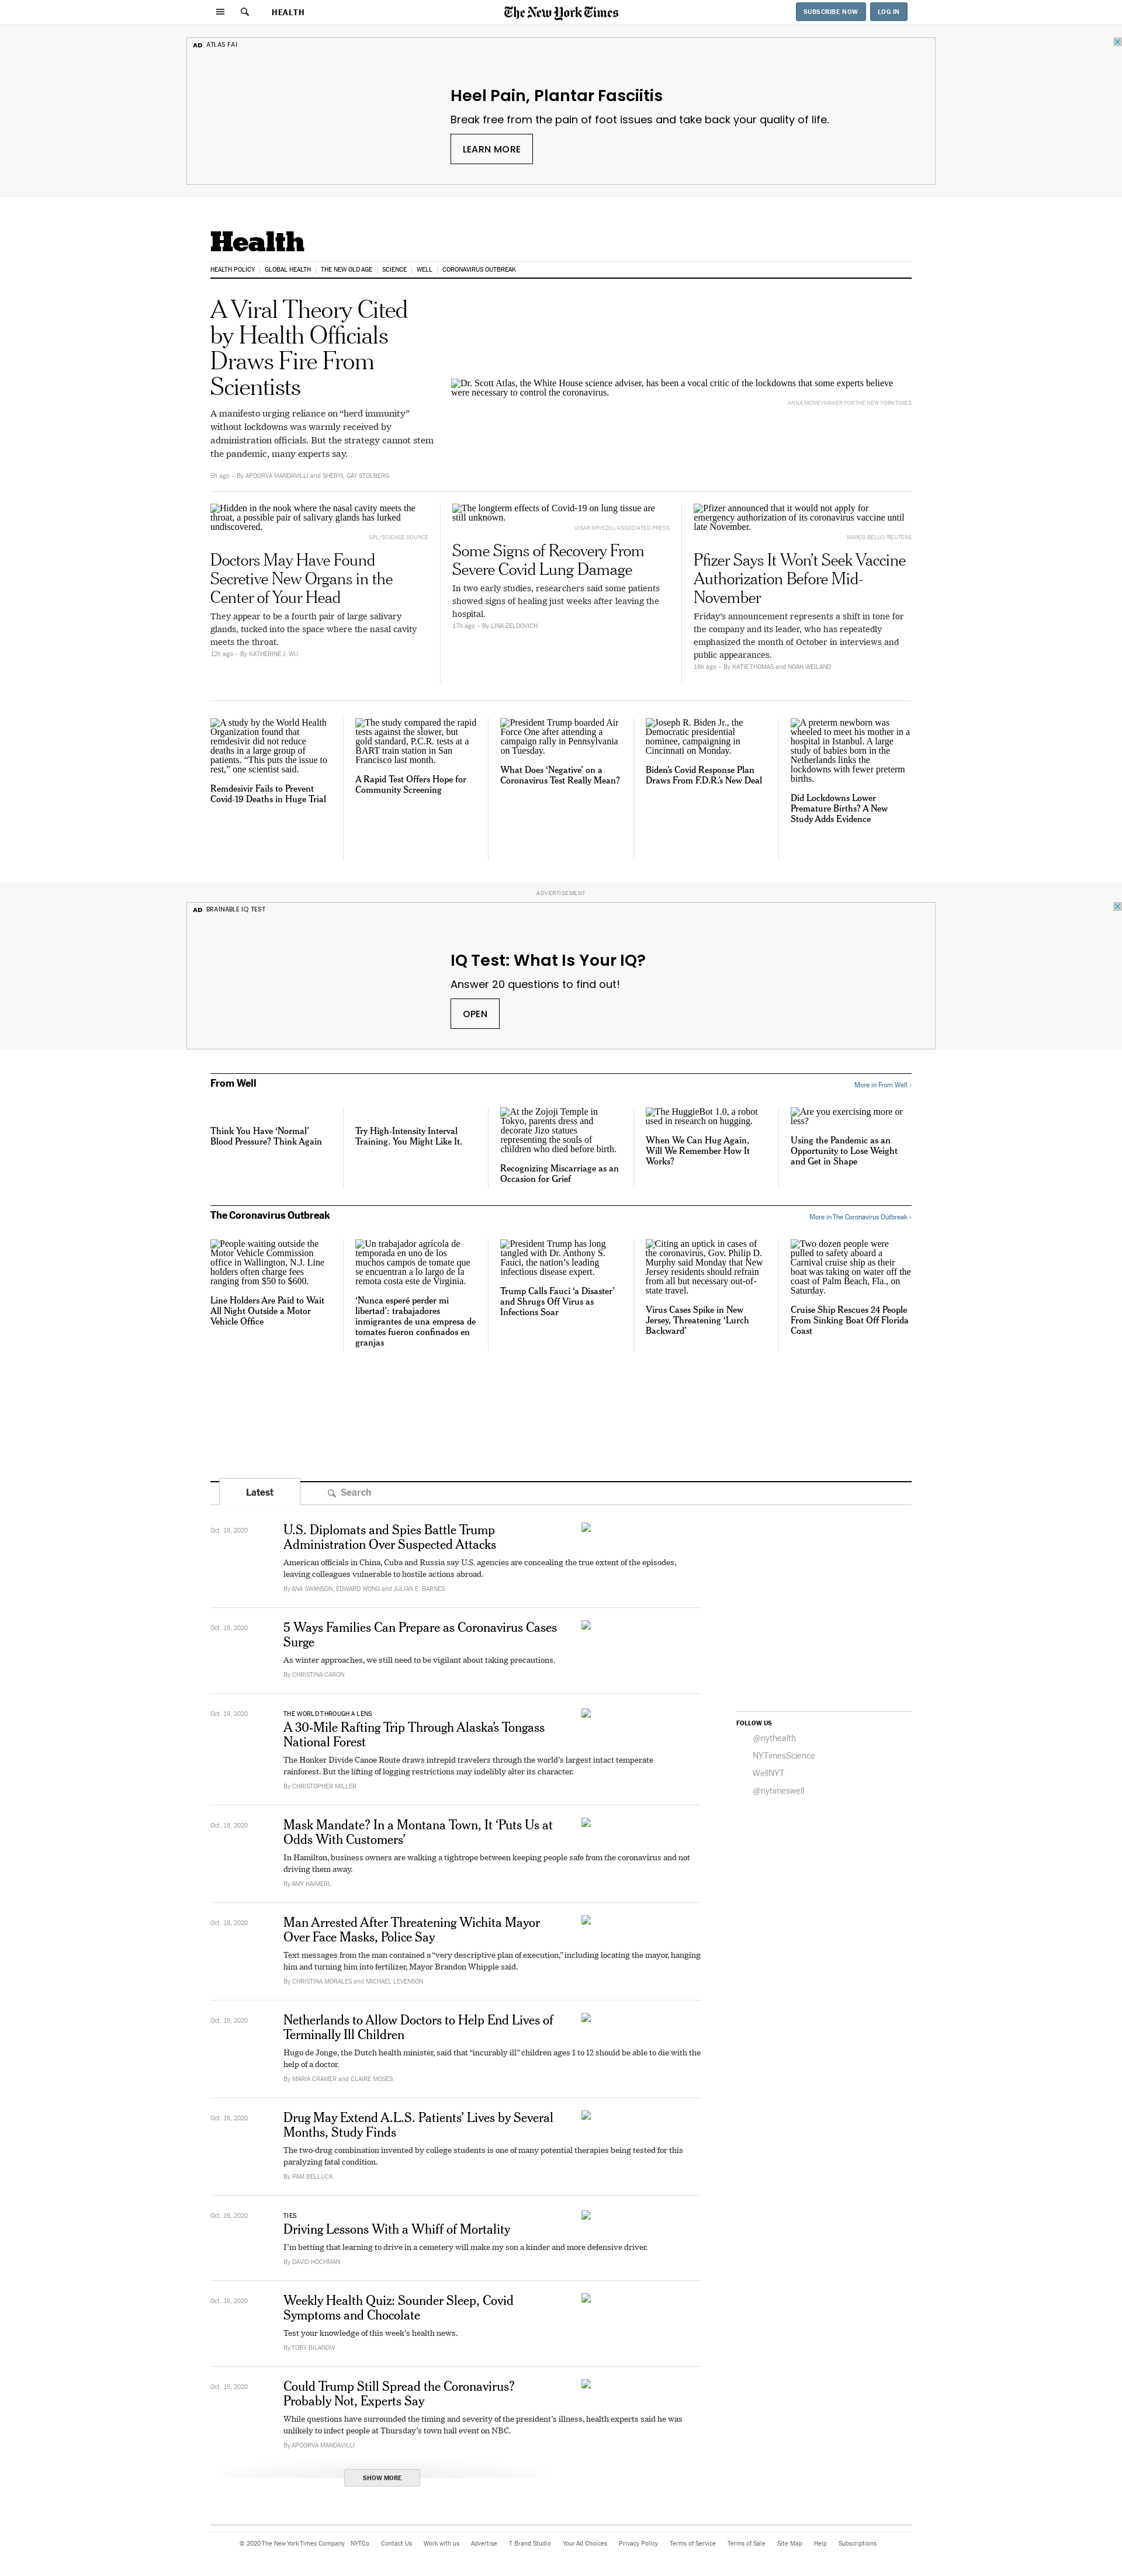 HEALTH
The New York Times
SUBSCRIBE NOW
LOG IN
AD ATLAS FAI
Heel Pain, Plantar Fasciitis
Break free from the pain of foot issues and take back your quality of life.
LEARN MORE
Health
HEALTH POLICY
GLOBAL HEALTH
THE NEW OLD AGE
SCIENCE
WELL
CORONAVIRUS OUTBREAK
A Viral Theory Cited
by Health Officials
Draws Fire From
Scientists
A manifesto urging reliance on “herd immunity”
without lockdowns was warmly received by
administration officials. But the strategy cannot stem
the pandemic, many experts say.
5h ago • By APOORVA MANDAVILLI and SHERYL GAY STOLBERG
Dr. Scott Atlas, the White House science adviser, has been a vocal critic of the lockdowns that some experts believe
were necessary to control the coronavirus.
ANNA MONEYMAKER FOR THE NEW YORK TIMES
Hidden in the nook where the nasal cavity meets the
throat, a possible pair of salivary glands has lurked
undiscovered.
SPL/SCIENCE SOURCE
Doctors May Have Found
Secretive New Organs in the
Center of Your Head
They appear to be a fourth pair of large salivary
glands, tucked into the space where the nasal cavity
meets the throat.
12h ago • By KATHERINE J. WU
The longterm effects of Covid-19 on lung tissue are
still unknown.
VISAR KRYEZIU/ASSOCIATED PRESS
Some Signs of Recovery From
Severe Covid Lung Damage
In two early studies, researchers said some patients
showed signs of healing just weeks after leaving the
hospital.
17h ago • By LINA ZELDOVICH
Pfizer announced that it would not apply for
emergency authorization of its coronavirus vaccine until
late November.
MARCO BELLO/REUTERS
Pfizer Says It Won’t Seek Vaccine
Authorization Before Mid-
November
Friday’s announcement represents a shift in tone for
the company and its leader, who has repeatedly
emphasized the month of October in interviews and
public appearances.
16h ago • By KATIE THOMAS and NOAH WEILAND
A study by the World Health
Organization found that
remdesivir did not reduce
deaths in a large group of
patients. “This puts the issue to
rest,” one scientist said.
Remdesivir Fails to Prevent
Covid-19 Deaths in Huge Trial
The study compared the rapid
tests against the slower, but
gold standard, P.C.R. tests at a
BART train station in San
Francisco last month.
A Rapid Test Offers Hope for
Community Screening
President Trump boarded Air
Force One after attending a
campaign rally in Pennsylvania
on Tuesday.
What Does ‘Negative’ on a
Coronavirus Test Really Mean?
Joseph R. Biden Jr., the
Democratic presidential
nominee, campaigning in
Cincinnati on Monday.
Biden’s Covid Response Plan
Draws From F.D.R.’s New Deal
A preterm newborn was
wheeled to meet his mother in a
hospital in Istanbul. A large
study of babies born in the
Netherlands links the
lockdowns with fewer preterm
births.
Did Lockdowns Lower
Premature Births? A New
Study Adds Evidence
ADVERTISEMENT
AD BRAINABLE IQ TEST
IQ Test: What Is Your IQ?
Answer 20 questions to find out!
OPEN
From Well
More in From Well ›
Think You Have ‘Normal’
Blood Pressure? Think Again
Try High-Intensity Interval
Training. You Might Like It.
At the Zojoji Temple in
Tokyo, parents dress and
decorate Jizo statues
representing the souls of
children who died before birth.
Recognizing Miscarriage as an
Occasion for Grief
The HuggieBot 1.0, a robot
used in research on hugging.
When We Can Hug Again,
Will We Remember How It
Works?
Are you exercising more or
less?
Using the Pandemic as an
Opportunity to Lose Weight
and Get in Shape
The Coronavirus Outbreak
More in The Coronavirus Outbreak ›
People waiting outside the
Motor Vehicle Commission
office in Wallington, N.J. Line
holders often charge fees
ranging from $50 to $600.
Line Holders Are Paid to Wait
All Night Outside a Motor
Vehicle Office
Un trabajador agrícola de
temporada en uno de los
muchos campos de tomate que
se encuentran a lo largo de la
remota costa este de Virginia.
‘Nunca esperé perder mi
libertad’: trabajadores
inmigrantes de una empresa de
tomates fueron confinados en
granjas
President Trump has long
tangled with Dr. Anthony S.
Fauci, the nation’s leading
infectious disease expert.
Trump Calls Fauci ‘a Disaster’
and Shrugs Off Virus as
Infections Soar
Citing an uptick in cases of
the coronavirus, Gov. Philip D.
Murphy said Monday that New
Jersey residents should refrain
from all but necessary out-of-
state travel.
Virus Cases Spike in New
Jersey, Threatening ‘Lurch
Backward’
Two dozen people were
pulled to safety aboard a
Carnival cruise ship as their
boat was taking on water off the
coast of Palm Beach, Fla., on
Saturday.
Cruise Ship Rescues 24 People
From Sinking Boat Off Florida
Coast
Latest
Search
Oct. 19, 2020
U.S. Diplomats and Spies Battle Trump
Administration Over Suspected Attacks
American officials in China, Cuba and Russia say U.S. agencies are concealing the true extent of the episodes,
leaving colleagues vulnerable to hostile actions abroad.
By ANA SWANSON, EDWARD WONG and JULIAN E. BARNES
Oct. 19, 2020
5 Ways Families Can Prepare as Coronavirus Cases
Surge
As winter approaches, we still need to be vigilant about taking precautions.
By CHRISTINA CARON
Oct. 19, 2020
THE WORLD THROUGH A LENS
A 30-Mile Rafting Trip Through Alaska’s Tongass
National Forest
The Honker Divide Canoe Route draws intrepid travelers through the world’s largest intact temperate
rainforest. But the lifting of logging restrictions may indelibly alter its character.
By CHRISTOPHER MILLER
FOLLOW US
@nythealth
NYTimesScience
WellNYT
@nytimeswell
Oct. 19, 2020
Mask Mandate? In a Montana Town, It ‘Puts Us at
Odds With Customers’
In Hamilton, business owners are walking a tightrope between keeping people safe from the coronavirus and not
driving them away.
By AMY HAIMERL
Oct. 18, 2020
Man Arrested After Threatening Wichita Mayor
Over Face Masks, Police Say
Text messages from the man contained a “very descriptive plan of execution,” including locating the mayor, hanging
him and turning him into fertilizer, Mayor Brandon Whipple said.
By CHRISTINA MORALES and MICHAEL LEVENSON
Oct. 16, 2020
Netherlands to Allow Doctors to Help End Lives of
Terminally Ill Children
Hugo de Jonge, the Dutch health minister, said that “incurably ill” children ages 1 to 12 should be able to die with the
help of a doctor.
By MARIA CRAMER and CLAIRE MOSES
Oct. 16, 2020
Drug May Extend A.L.S. Patients’ Lives by Several
Months, Study Finds
The two-drug combination invented by college students is one of many potential therapies being tested for this
paralyzing fatal condition.
By PAM BELLUCK
Oct. 16, 2020
TIES
Driving Lessons With a Whiff of Mortality
I’m betting that learning to drive in a cemetery will make my son a kinder and more defensive driver.
By DAVID HOCHMAN
Oct. 16, 2020
Weekly Health Quiz: Sounder Sleep, Covid
Symptoms and Chocolate
Test your knowledge of this week’s health news.
By TOBY BILANOW
Oct. 15, 2020
Could Trump Still Spread the Coronavirus?
Probably Not, Experts Say
While questions have surrounded the timing and severity of the president’s illness, health experts said he was
unlikely to infect people at Thursday’s town hall event on NBC.
By APOORVA MANDAVILLI
SHOW MORE
© 2020 The New York Times Company NYTCo Contact Us Work with us Advertise T Brand Studio Your Ad Choices Privacy Policy Terms of Service Terms of Sale Site Map Help Subscriptions